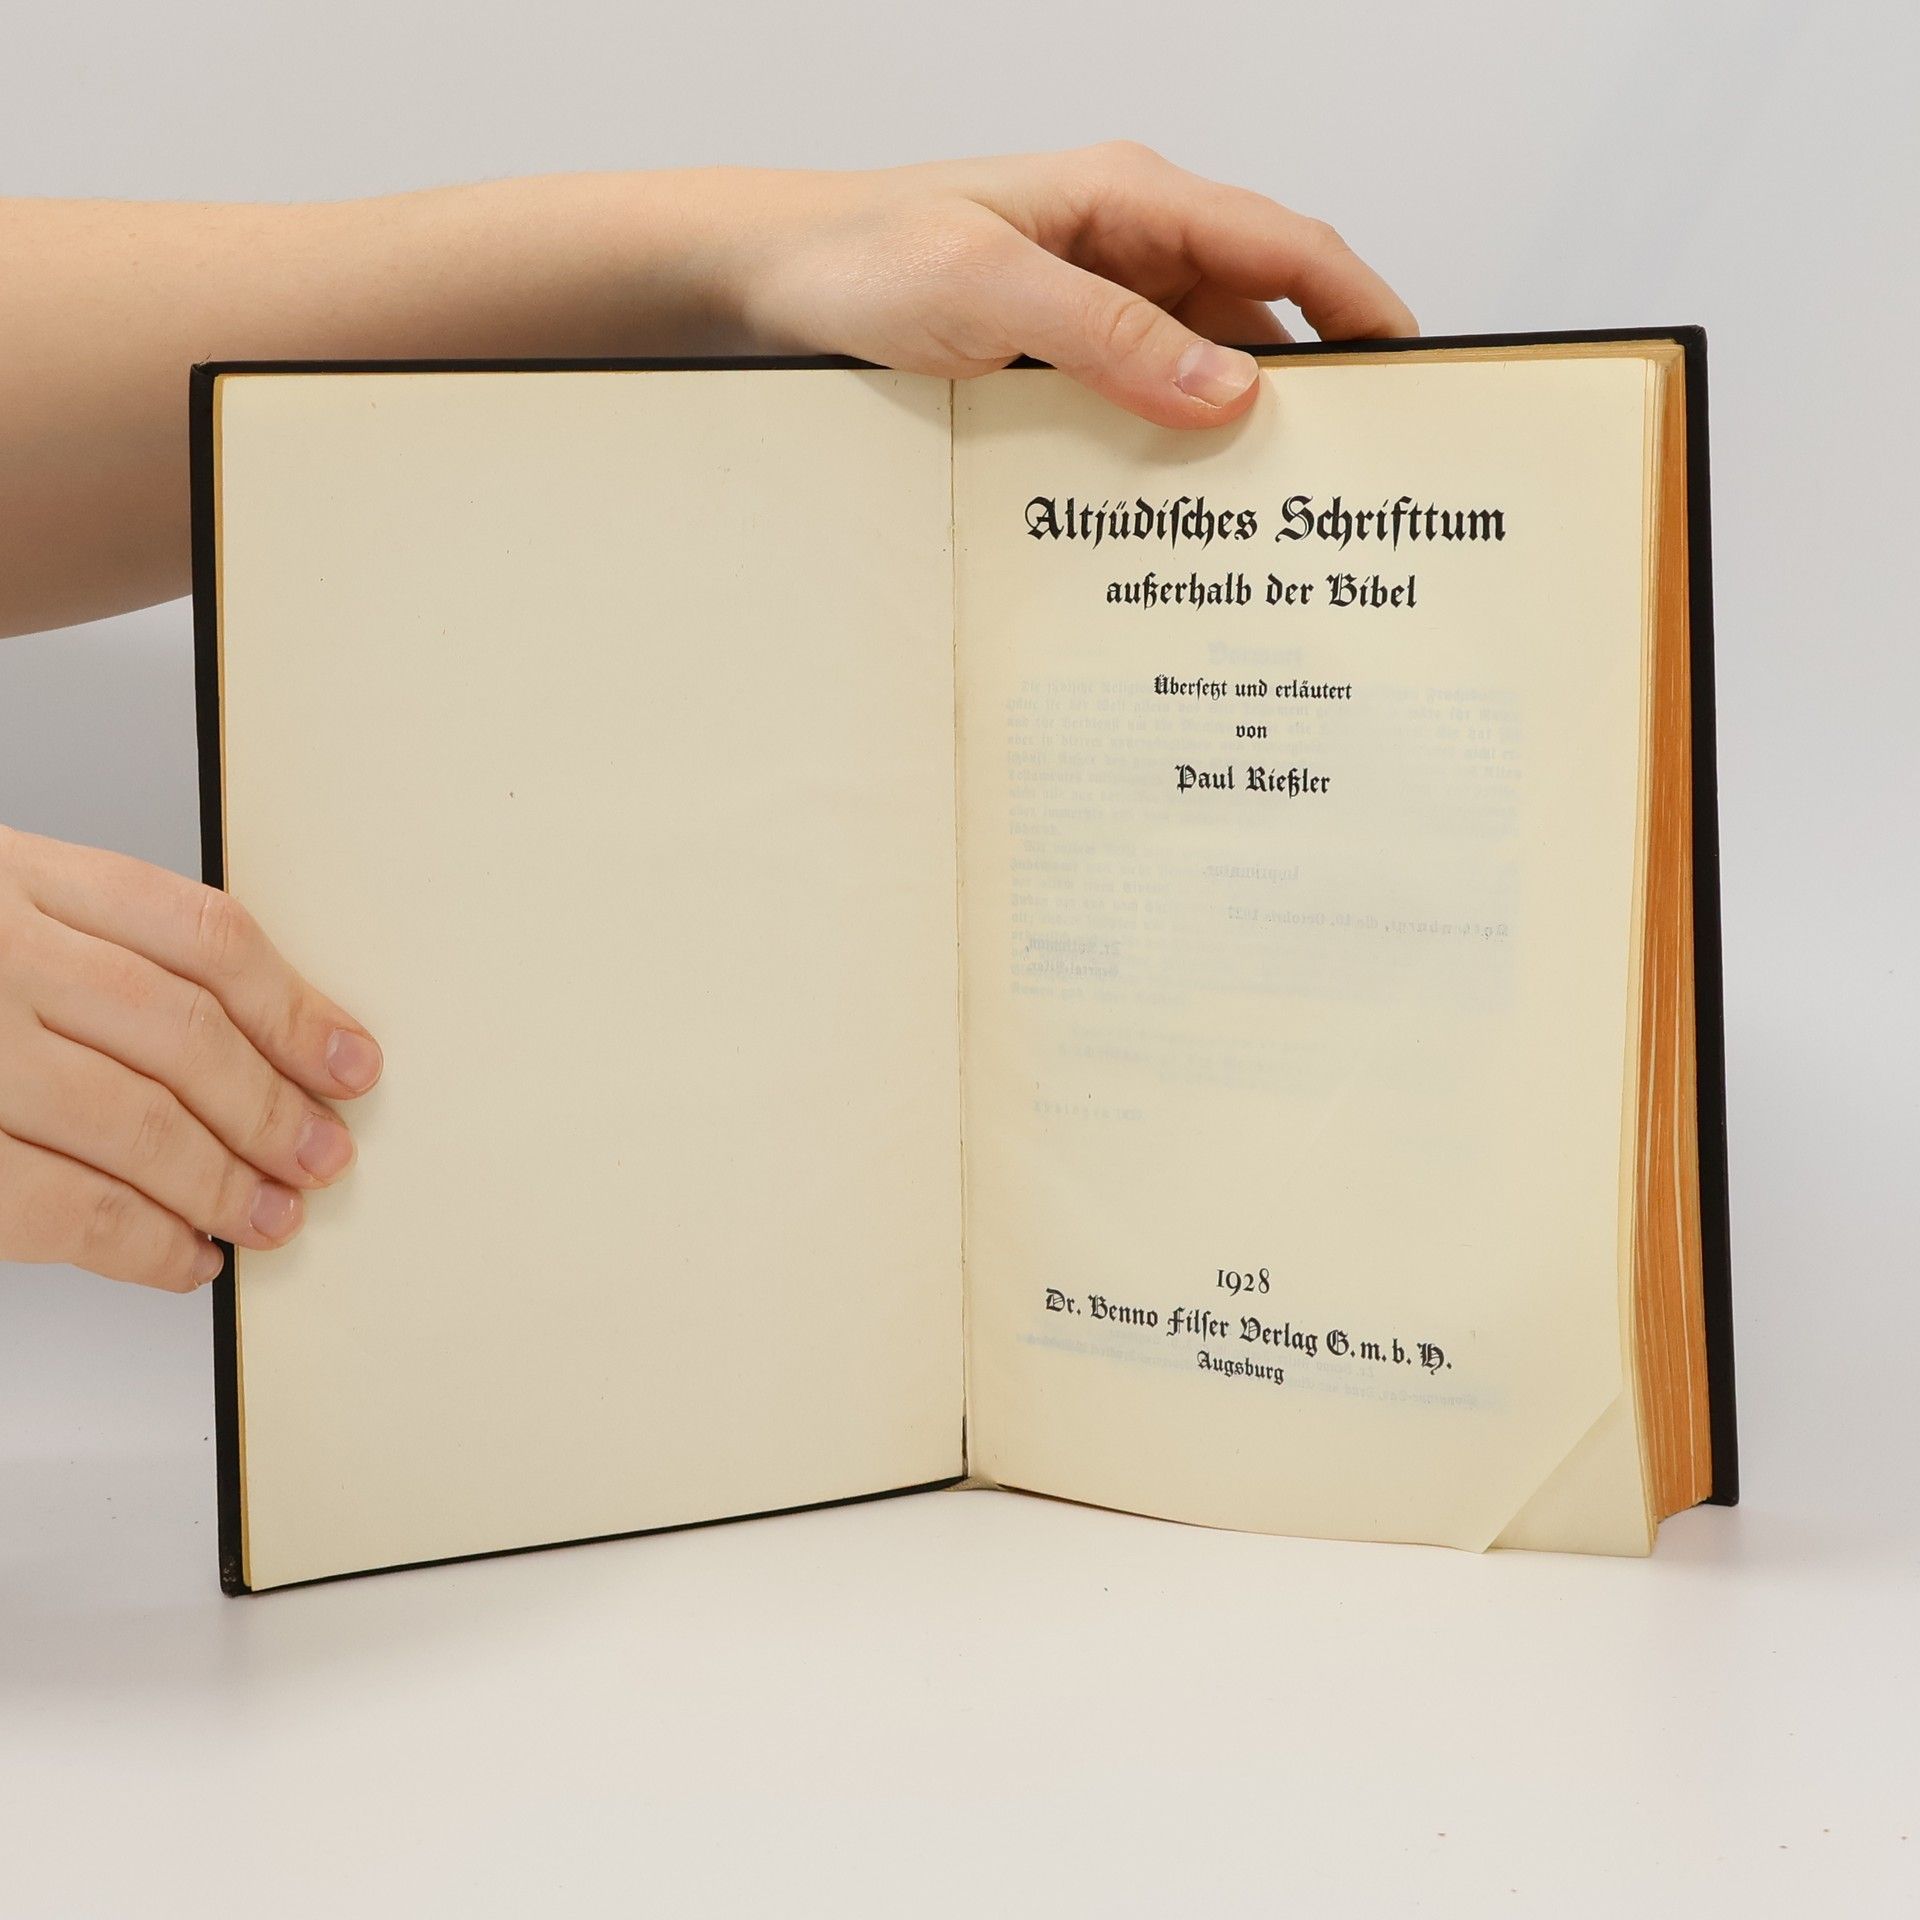 Altjüdiſches Schrifttum
außerhalb der Bibel
Überſetzt und erläutert
von
Paul Rießler
1928
Dr. Benno Filſer Verlag G.m.b.H.
Augsburg